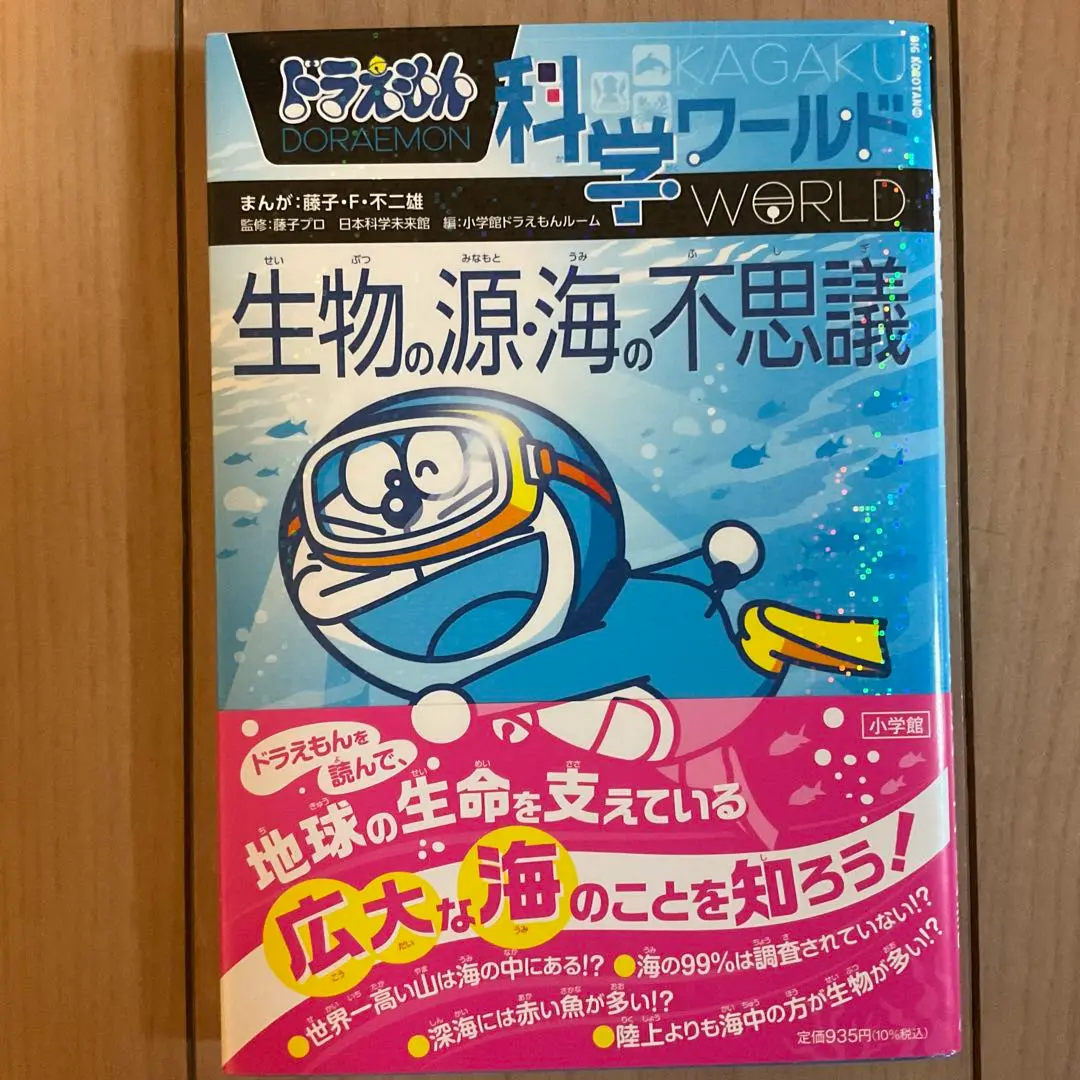 ドラえもん
DORAEMON
科学ワールド
KAGAKU
WORLD
BIG KOROTAN
まんが:藤子・F・不二雄
監修:藤子プロ 日本科学未来館 編:小学館ドラえもんルーム
生物の源・海の不思議
小学館
ドラえもんを
読んで、
地球の生命を支えている
広大な海のことを知ろう!
●世界一高い山は海の中にある!?
●海の99%は調査されていない!?
●深海には赤い魚が多い!?
●陸上よりも海中の方が生物が多い!?
定価935円(10%税込)